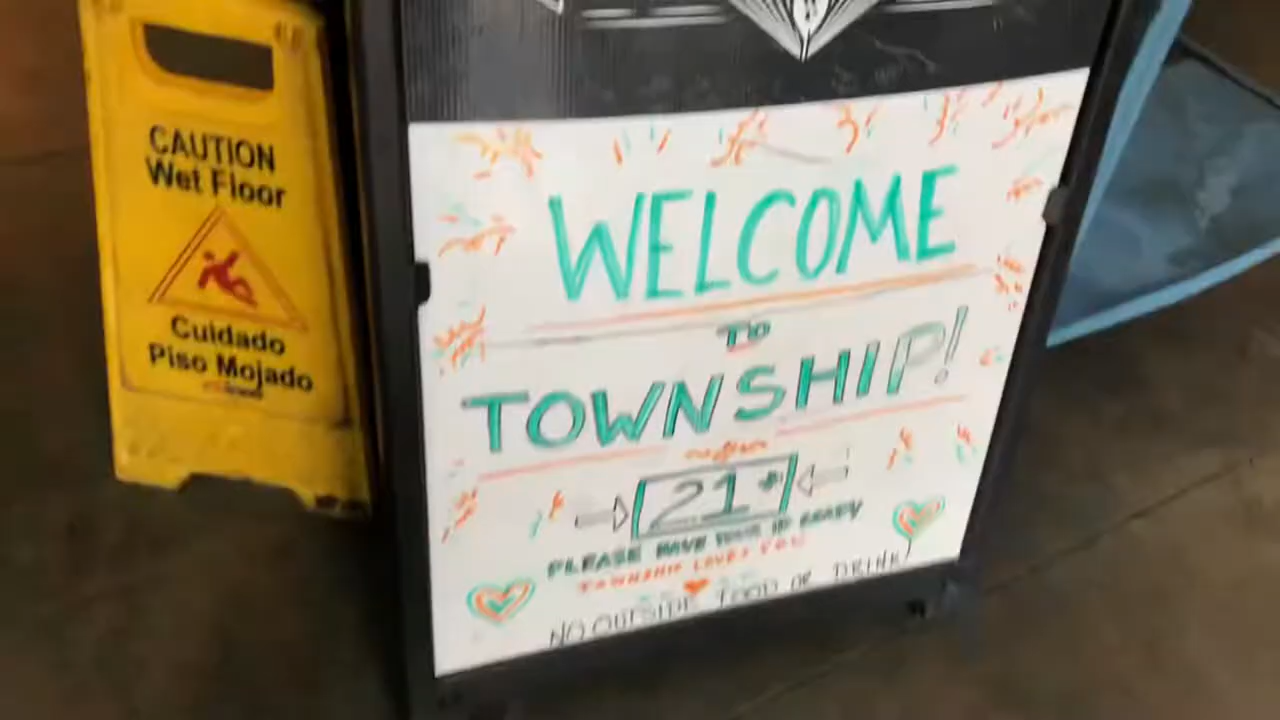 CAUTION
Wet Floor
Cuidado
Piso Mojado
WELCOME
TO
TOWNSHIP!
21+
PLEASE HAVE YOUR ID READY
TOWNSHIP LOVES YOU
NO OUTSIDE FOOD OR DRINK